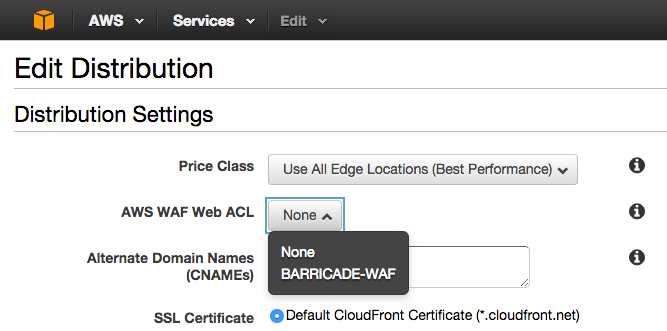 AWS Services Edit
Edit Distribution
Distribution Settings
Price Class Use All Edge Locations (Best Performance)
AWS WAF Web ACL None
None
BARRICADE-WAF
Alternate Domain Names
(CNAMEs)
SSL Certificate Default CloudFront Certificate (*.cloudfront.net)